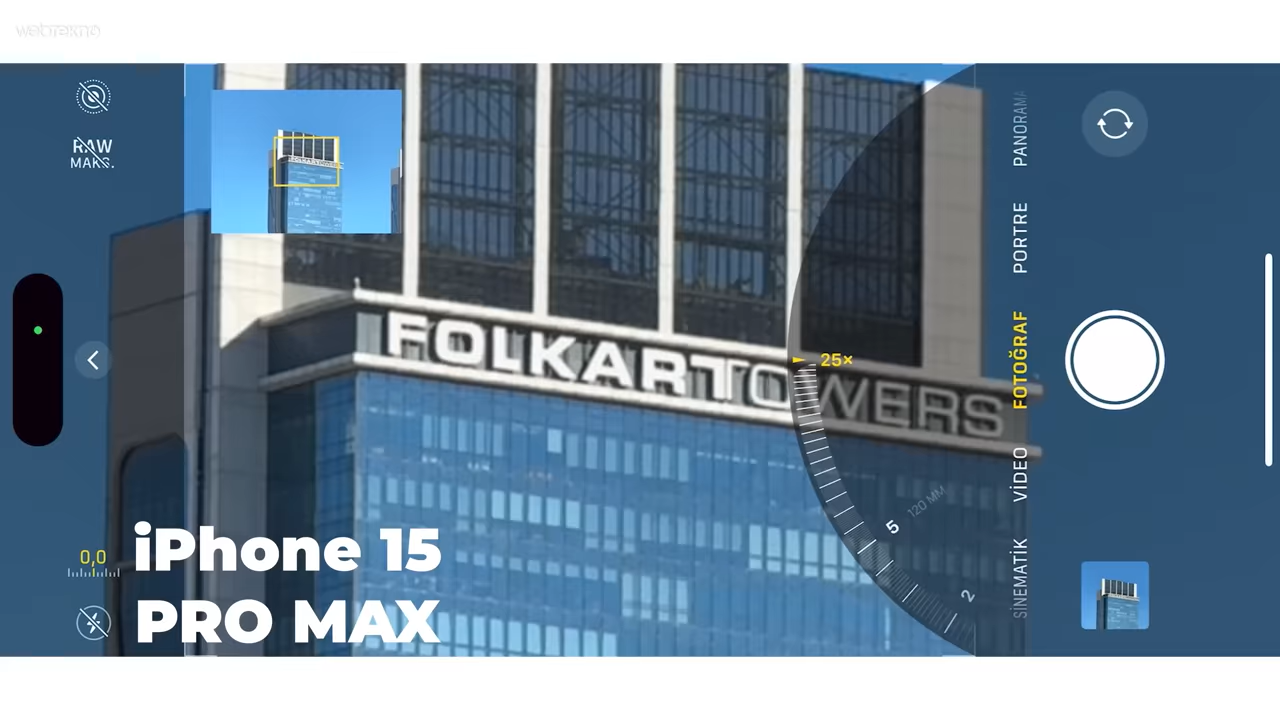 webtekno
RAW
MAKS.
FOLKART TOWERS
25×
5
120 MM
2
PANORAMA
PORTRE
FOTOĞRAF
VİDEO
SİNEMATİK
0,0
iPhone 15
PRO MAX